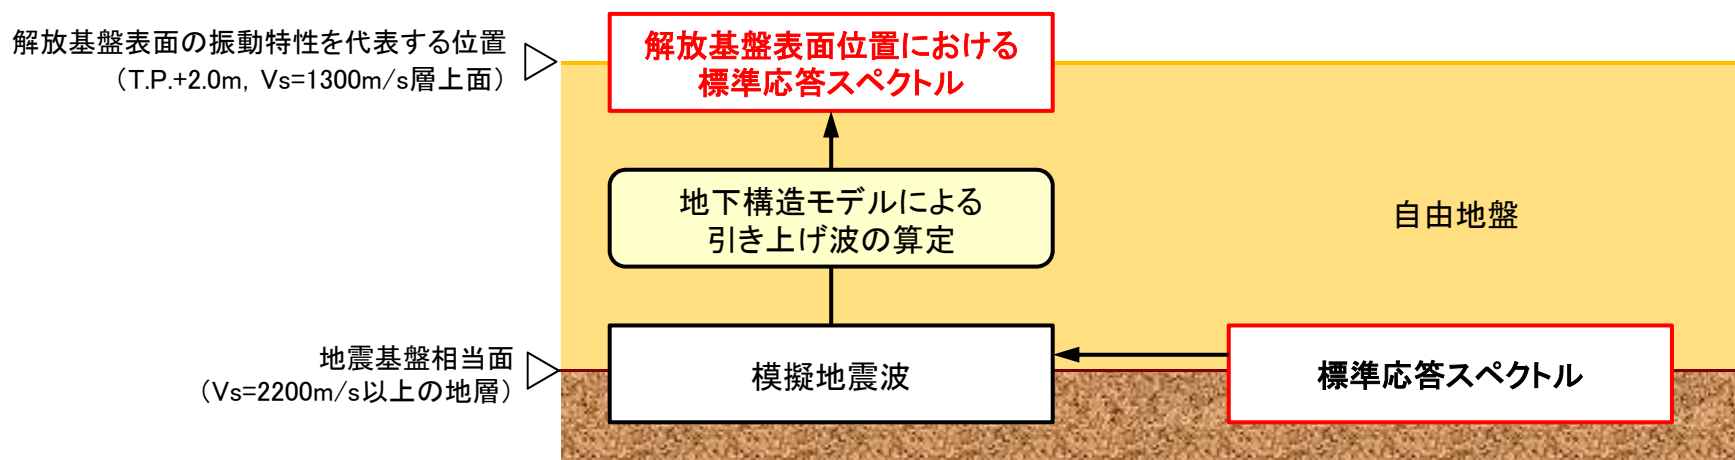 解放基盤表面の振動特性を代表する位置
（T.P.+2.0m, Vs=1300m/s層上面）
解放基盤表面位置における
標準応答スペクトル
地下構造モデルによる
引き上げ波の算定
自由地盤
地震基盤相当面
（Vs=2200m/s以上の地層）
模擬地震波
標準応答スペクトル